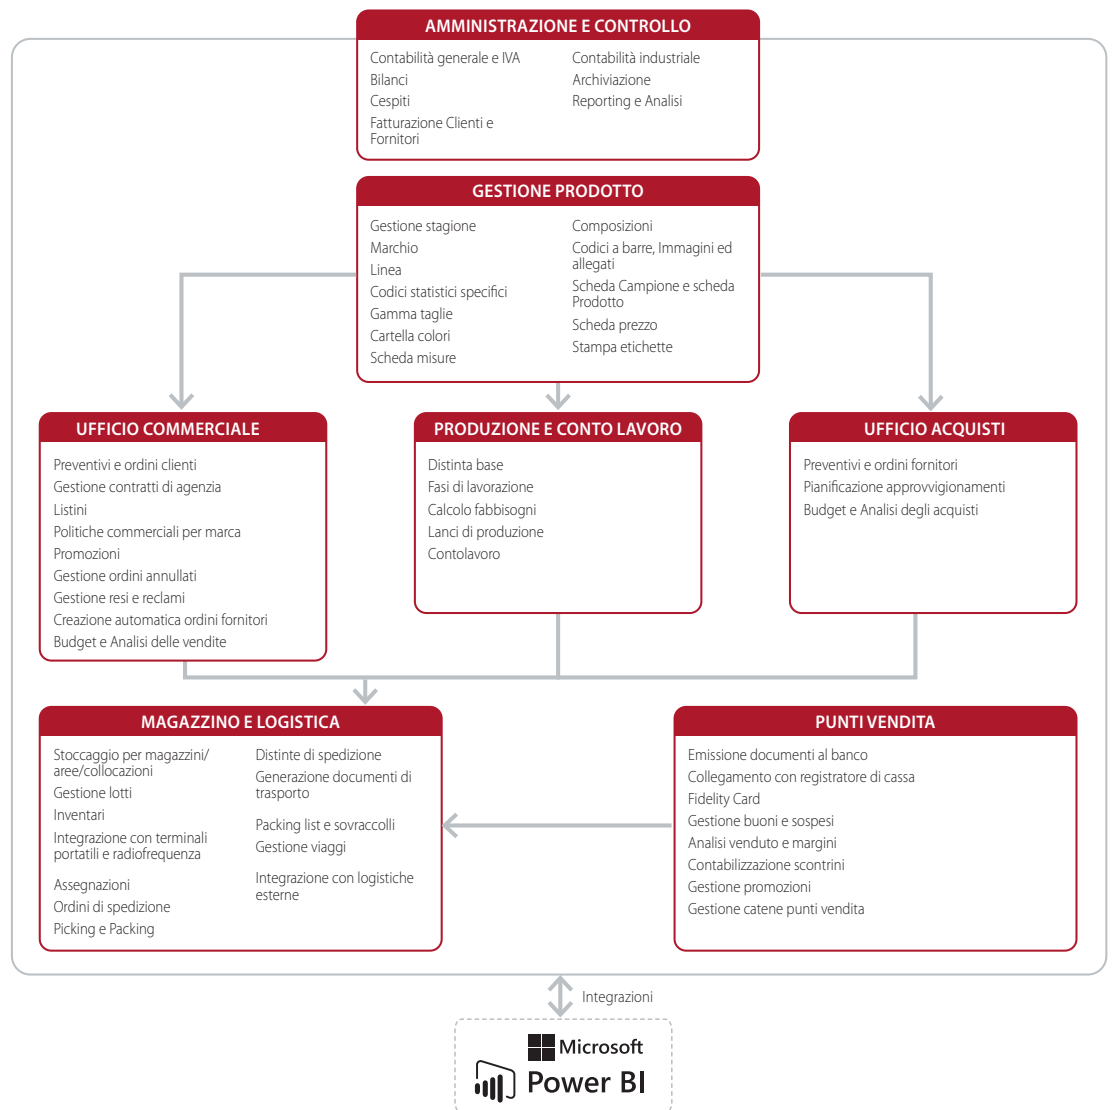 AMMINISTRAZIONE E CONTROLLO
Contabilità generale e IVA
Bilanci
Cespiti
Fatturazione Clienti e
Fornitori
Contabilità industriale
Archiviazione
Reporting e Analisi
GESTIONE PRODOTTO
Gestione stagione
Marchio
Linea
Codici statistici specifici
Gamma taglie
Cartella colori
Scheda misure
Composizioni
Codici a barre, Immagini ed
allegati
Scheda Campione e scheda
Prodotto
Scheda prezzo
Stampa etichette
UFFICIO COMMERCIALE
Preventivi e ordini clienti
Gestione contratti di agenzia
Listini
Politiche commerciali per marca
Promozioni
Gestione ordini annullati
Gestione resi e reclami
Creazione automatica ordini fornitori
Budget e Analisi delle vendite
PRODUZIONE E CONTO LAVORO
Distinta base
Fasi di lavorazione
Calcolo fabbisogni
Lanci di produzione
Contolavoro
UFFICIO ACQUISTI
Preventivi e ordini fornitori
Pianificazione approvvigionamenti
Budget e Analisi degli acquisti
MAGAZZINO E LOGISTICA
Stoccaggio per magazzini/
aree/collocazioni
Gestione lotti
Inventari
Integrazione con terminali
portatili e radiofrequenza
Assegnazioni
Ordini di spedizione
Picking e Packing
Distinte di spedizione
Generazione documenti di
trasporto
Packing list e sovraccolli
Gestione viaggi
Integrazione con logistiche
esterne
PUNTI VENDITA
Emissione documenti al banco
Collegamento con registratore di cassa
Fidelity Card
Gestione buoni e sospesi
Analisi venduto e margini
Contabilizzazione scontrini
Gestione promozioni
Gestione catene punti vendita
Integrazioni
Microsoft
Power BI